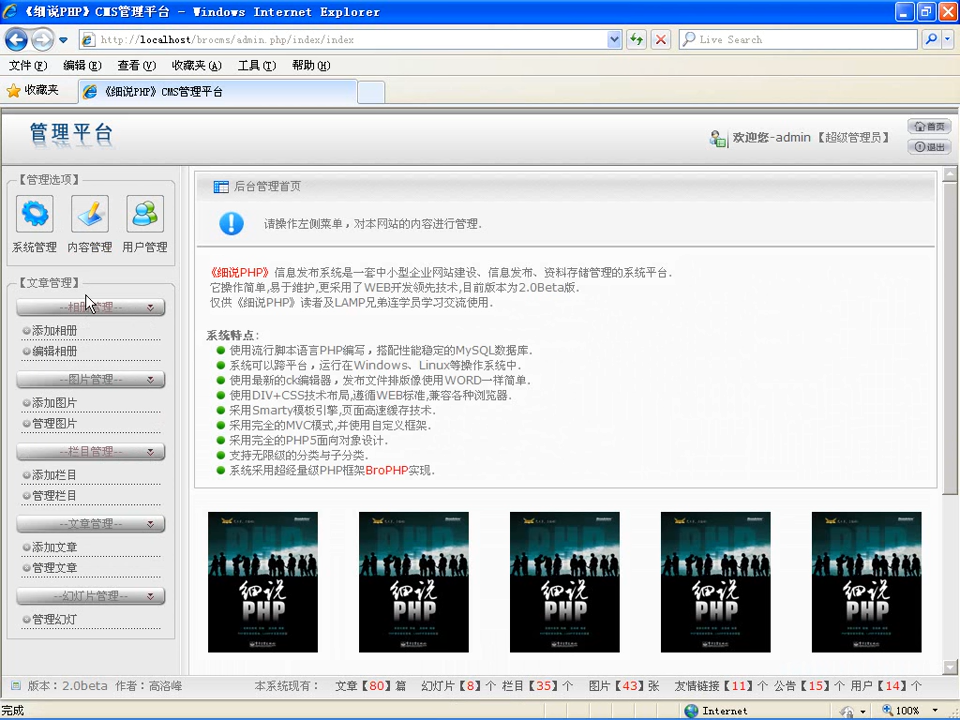 《细说PHP》CMS管理平台 - Windows Internet Explorer
http://localhost/brocms/admin.php/index/index
Live Search
文件(F) 编辑(E) 查看(V) 收藏夹(A) 工具(T) 帮助(H)
收藏夹 《细说PHP》CMS管理平台
管理平台
欢迎您-admin 【超级管理员】
首页
退出
【管理选项】
系统管理 内容管理 用户管理
【文章管理】
--相册管理--
添加相册
编辑相册
--图片管理--
添加图片
管理图片
--栏目管理--
添加栏目
管理栏目
--文章管理--
添加文章
管理文章
--幻灯片管理--
管理幻灯
后台管理首页
请操作左侧菜单，对本网站的内容进行管理.
《细说PHP》信息发布系统是一套中小型企业网站建设、信息发布、资料存储管理的系统平台.
它操作简单,易于维护,更采用了WEB开发领先技术,目前版本为2.0Beta版.
仅供《细说PHP》读者及LAMP兄弟连学员学习交流使用.
系统特点:
使用流行脚本语言PHP编写，搭配性能稳定的MySQL数据库.
系统可以跨平台，运行在Windows、Linux等操作系统中.
使用最新的ck编辑器，发布文件排版像使用WORD一样简单.
使用DIV+CSS技术布局,遵循WEB标准,兼容各种浏览器.
采用Smarty模板引擎,页面高速缓存技术.
采用完全的MVC模式,并使用自定义框架.
采用完全的PHP5面向对象设计.
支持无限级的分类与子分类.
系统采用超经量级PHP框架BroPHP实现.
细说 PHP
细说 PHP
细说 PHP
细说 PHP
细说 PHP
版本：2.0beta 作者：高洛峰
本系统现有： 文章【80】篇 幻灯片【8】个 栏目【35】个 图片【43】张 友情链接【11】个 公告【15】个 用户【14】个
完成
Internet
100%